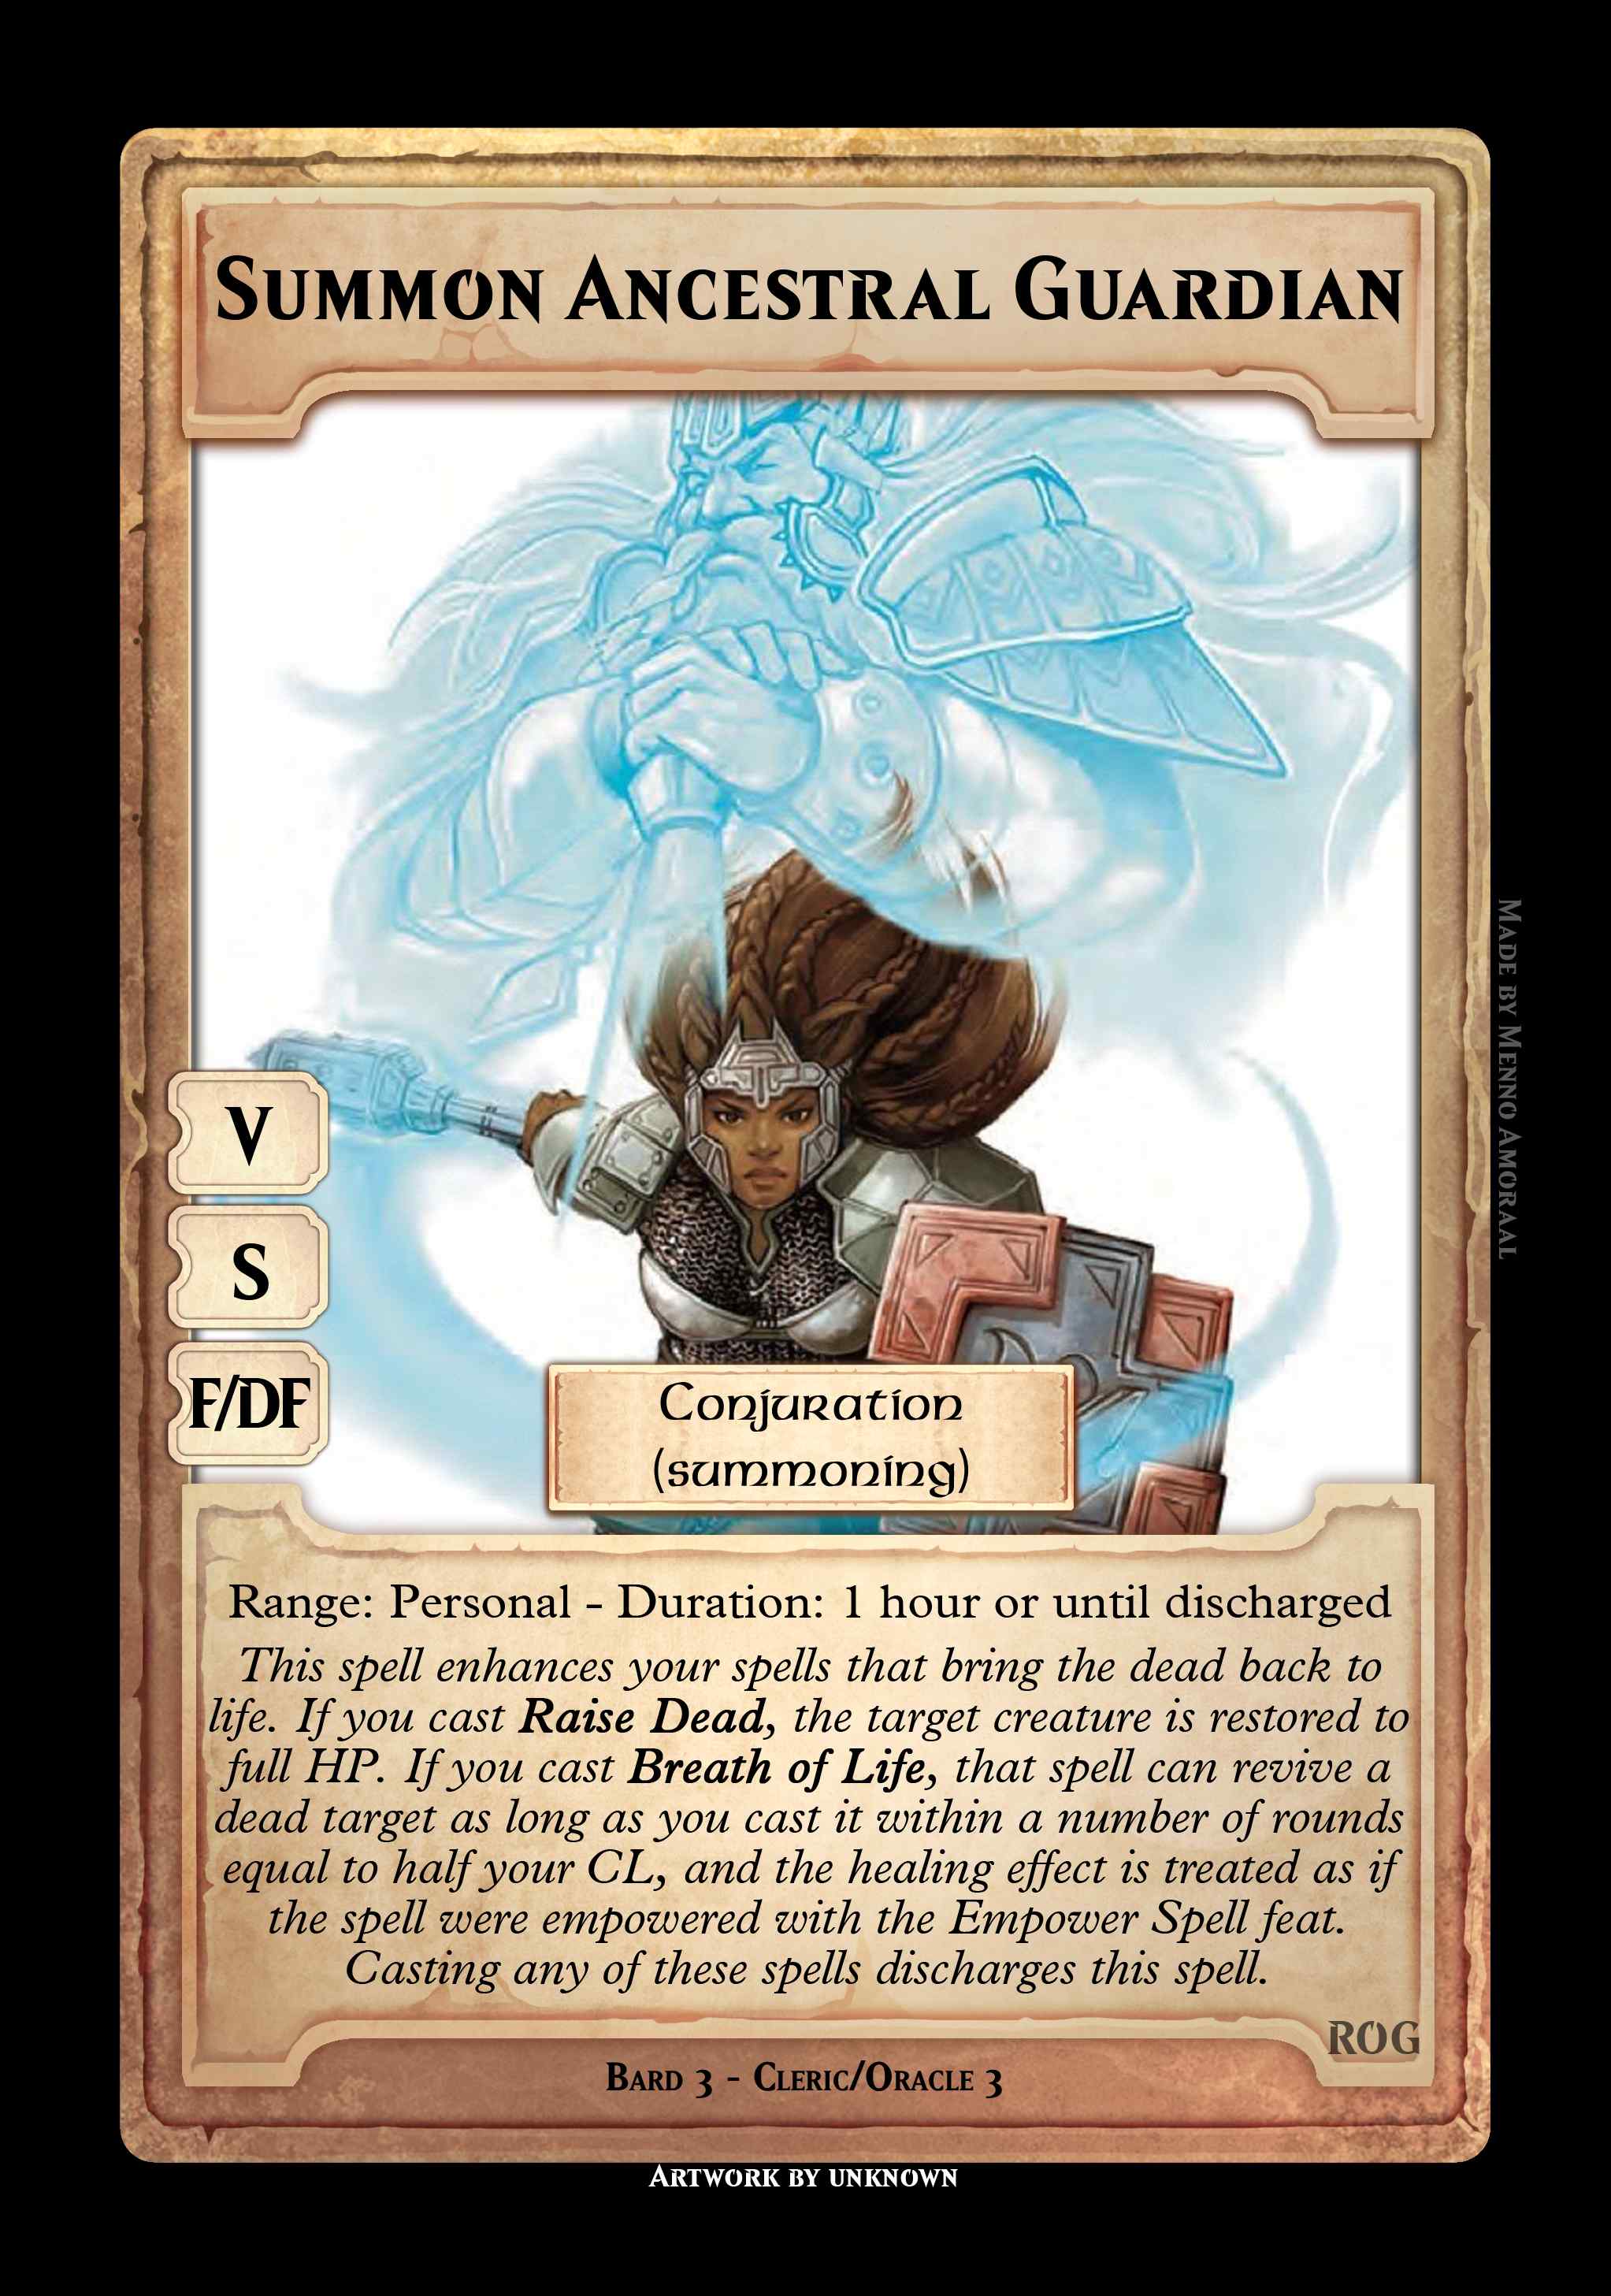 Summon Ancestral Guardian
V
S
F/DF
Conjuration
(summoning)
Range: Personal - Duration: 1 hour or until discharged
This spell enhances your spells that bring the dead back to
life. If you cast Raise Dead, the target creature is restored to
full HP. If you cast Breath of Life, that spell can revive a
dead target as long as you cast it within a number of rounds
equal to half your CL, and the healing effect is treated as if
the spell were empowered with the Empower Spell feat.
Casting any of these spells discharges this spell.
ROG
Bard 3 - Cleric/Oracle 3
Artwork by unknown
Made by Menno Amoraal